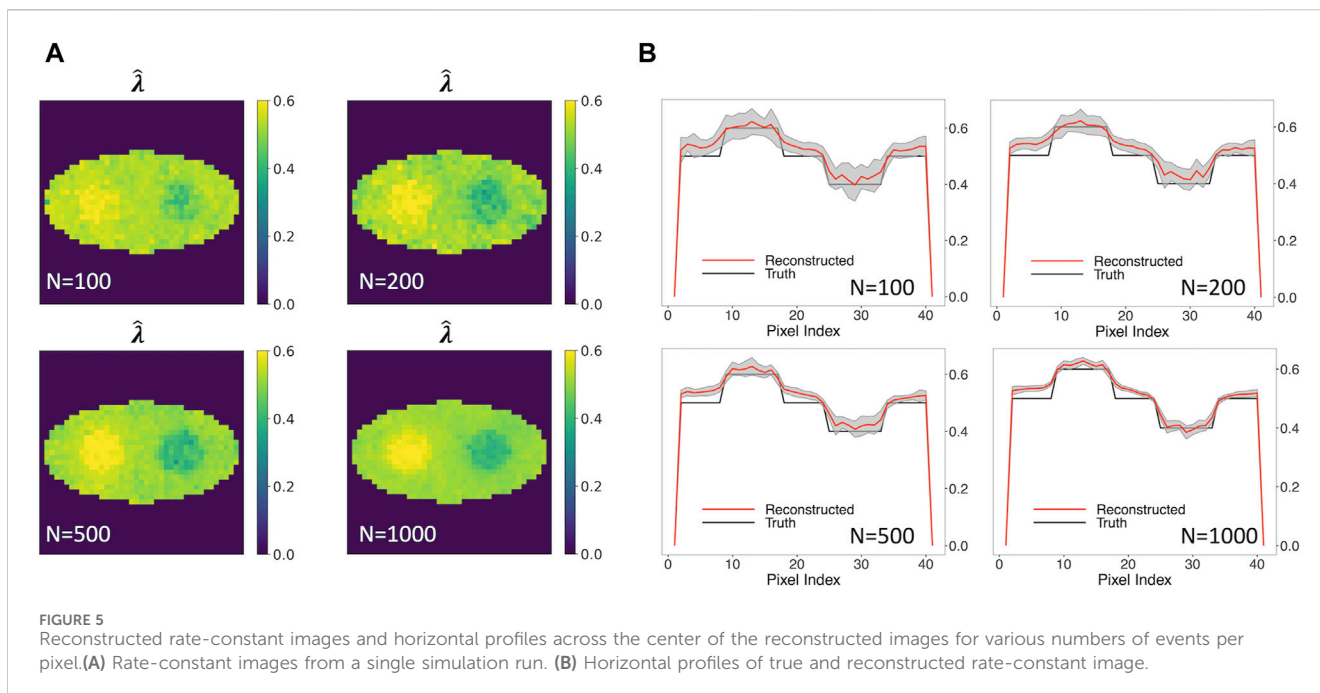 A
B
λ̂
λ̂
0.6
0.4
0.2
0.0
N=100
0.6
0.4
0.2
0.0
N=200
λ̂
λ̂
0.6
0.4
0.2
0.0
N=500
0.6
0.4
0.2
0.0
N=1000
0.6
0.4
0.2
0.0
Reconstructed
Truth
N=100
0 10 20 30 40
Pixel Index
0.6
0.4
0.2
0.0
Reconstructed
Truth
N=200
0 10 20 30 40
Pixel Index
0.6
0.4
0.2
0.0
Reconstructed
Truth
N=500
0 10 20 30 40
Pixel Index
0.6
0.4
0.2
0.0
Reconstructed
Truth
N=1000
0 10 20 30 40
Pixel Index
FIGURE 5
Reconstructed rate-constant images and horizontal profiles across the center of the reconstructed images for various numbers of events per
pixel.(A) Rate-constant images from a single simulation run. (B) Horizontal profiles of true and reconstructed rate-constant image.